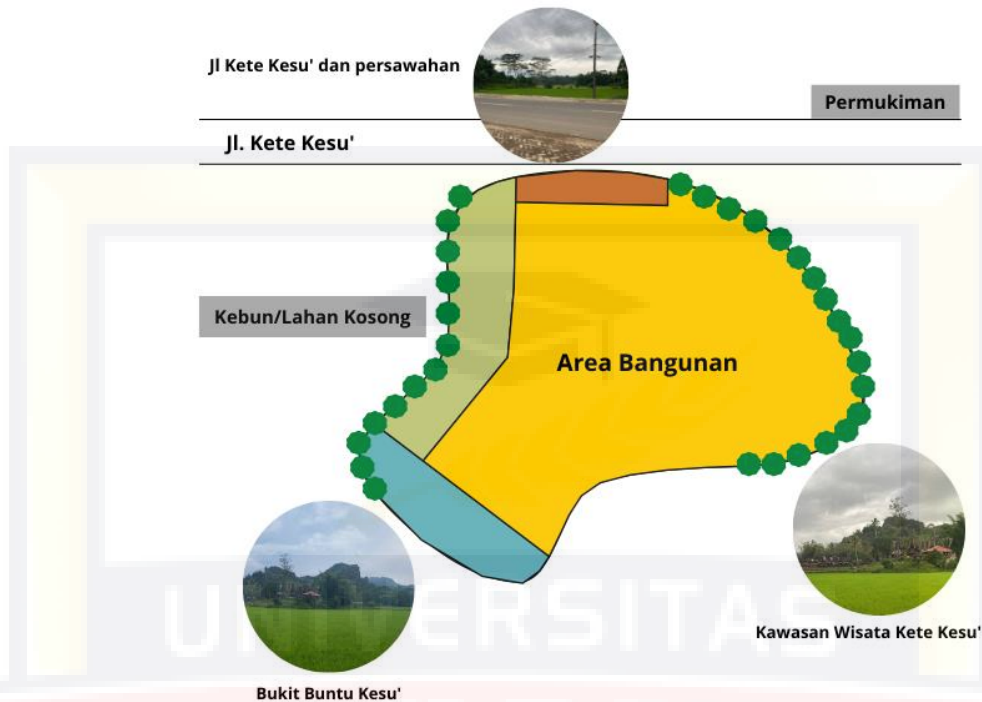 Jl Kete Kesu' dan persawahan
Permukiman
Jl. Kete Kesu'
Kebun/Lahan Kosong
Area Bangunan
UNIVERSITAS
Kawasan Wisata Kete Kesu'
Bukit Buntu Kesu'